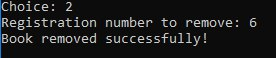 Choice: 2
Registration number to remove: 6
Book removed successfully!